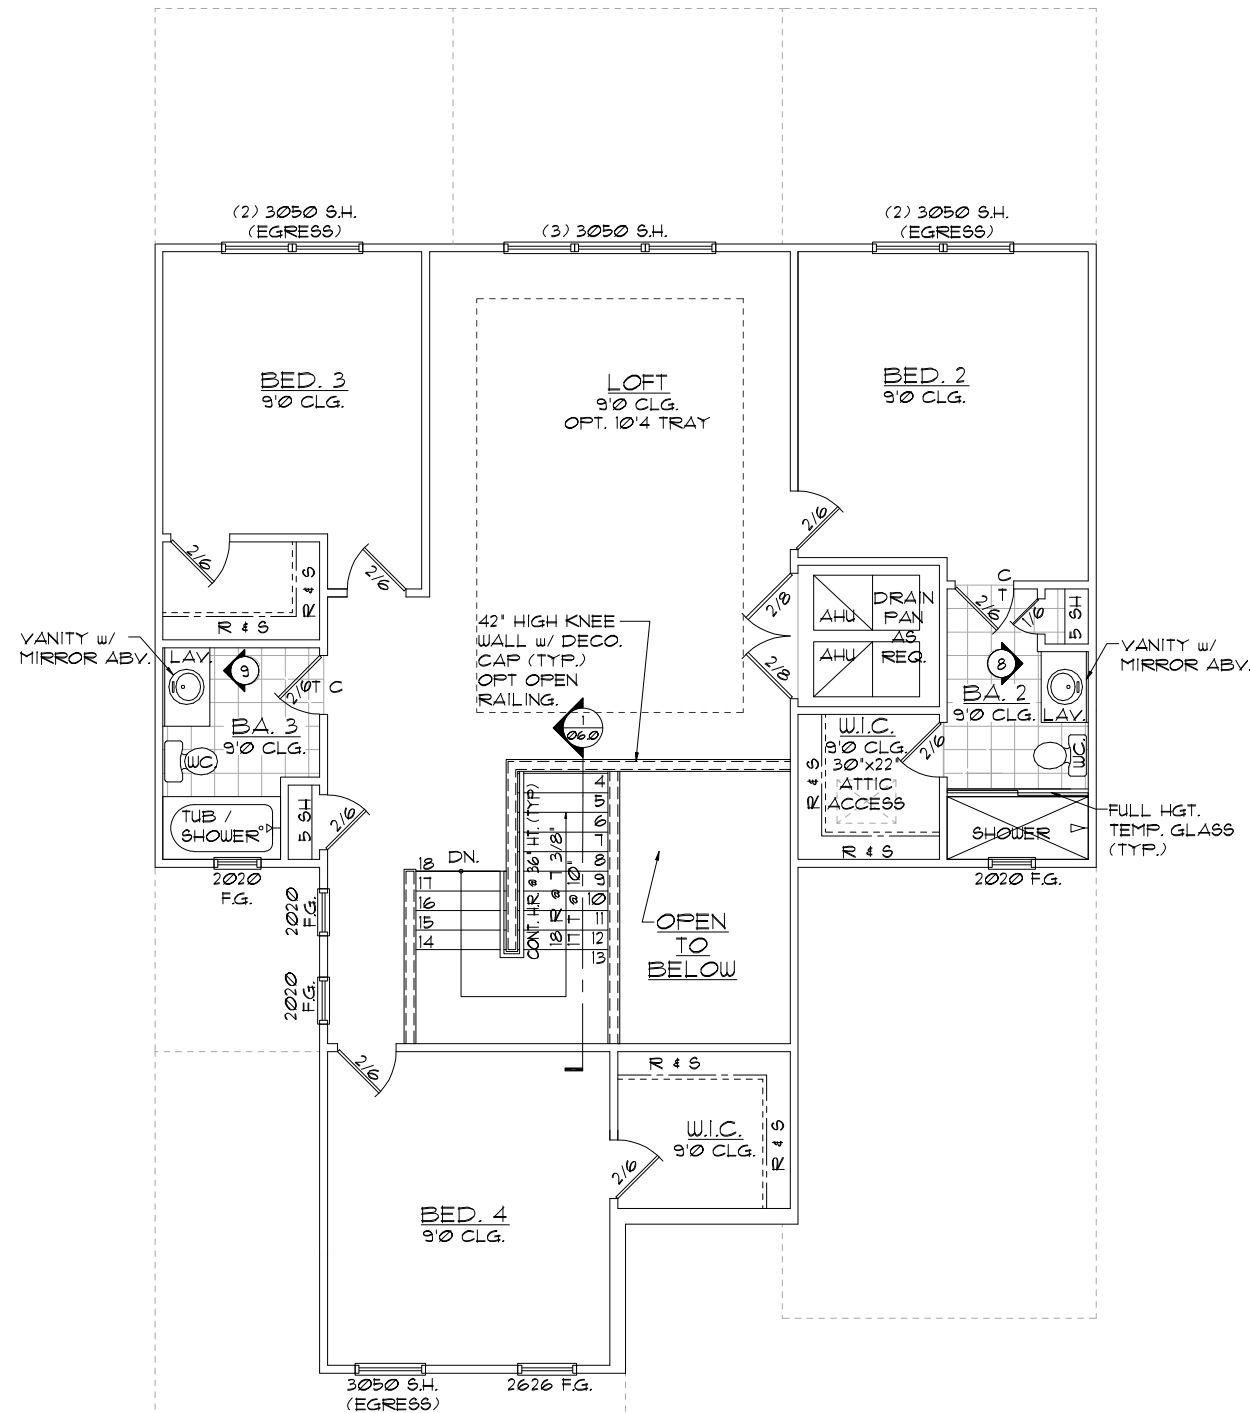 (2) 3050 S.H.
(EGRESS)
(3) 3050 S.H.
(2) 3050 S.H.
(EGRESS)
BED. 3
9'0 CLG.
LOFT
9'0 CLG.
OPT. 10'4 TRAY
BED. 2
9'0 CLG.
2/6
2/6
2/6
R & S
R & S
2/8
2/8
AHU
AHU
DRAIN
PAN
AS
REQ.
C
T
2/6
1/6
5 SH
42" HIGH KNEE
WALL w/ DECO.
CAP (TYP.)
OPT OPEN
RAILING.
VANITY w/
MIRROR ABV.
LAV.
9
2/6
T C
BA. 3
9'0 CLG.
WC.
TUB /
SHOWER
5 SH
2/6
1
06.0
8
BA. 2
9'0 CLG.
LAV.
WC.
VANITY w/
MIRROR ABV.
W.I.C.
9'0 CLG.
30"x22"
ATTIC
ACCESS
R & S
R & S
2/6
SHOWER
FULL HGT.
TEMP. GLASS
(TYP.)
2020
F.G.
2020 F.G.
2020
F.G.
2020
F.G.
DN.
18
17
16
15
14
4
5
6
7
8
9
10
11
12
13
CONT. H.R. @ 36" HT. (TYP)
18 R @ 7 3/8"
17 T @ 10"
OPEN
TO
BELOW
2/6
R & S
R & S
W.I.C.
9'0 CLG.
2/6
BED. 4
9'0 CLG.
3050 S.H.
(EGRESS)
2626 F.G.